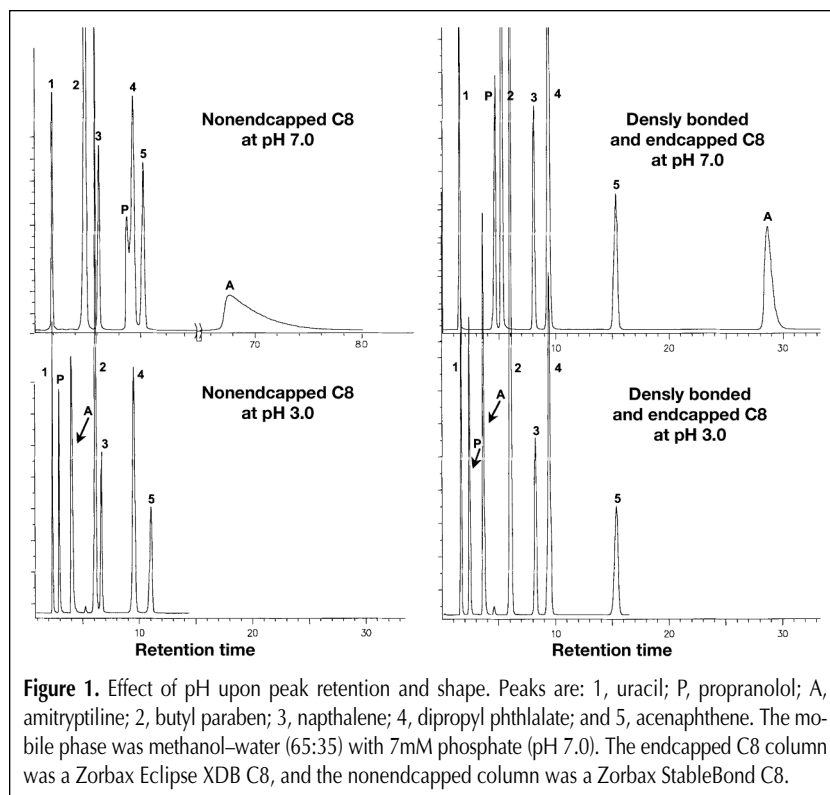 1
2
3
P
4
5
A
Nonendcapped C8
at pH 7.0
70
80
1
P
2
3
4
5
A
Densly bonded
and endcapped C8
at pH 7.0
10
20
30
1
P
A
2
3
4
5
Nonendcapped C8
at pH 3.0
10
20
30
Retention time
1
P
A
2
3
4
5
Densly bonded
and endcapped C8
at pH 3.0
10
20
30
Retention time
Figure 1. Effect of pH upon peak retention and shape. Peaks are: 1, uracil; P, propranolol; A,
amitryptiline; 2, butyl paraben; 3, napthalene; 4, dipropyl phthlalate; and 5, acenaphthene. The mo-
bile phase was methanol–water (65:35) with 7mM phosphate (pH 7.0). The endcapped C8 column
was a Zorbax Eclipse XDB C8, and the nonendcapped column was a Zorbax StableBond C8.